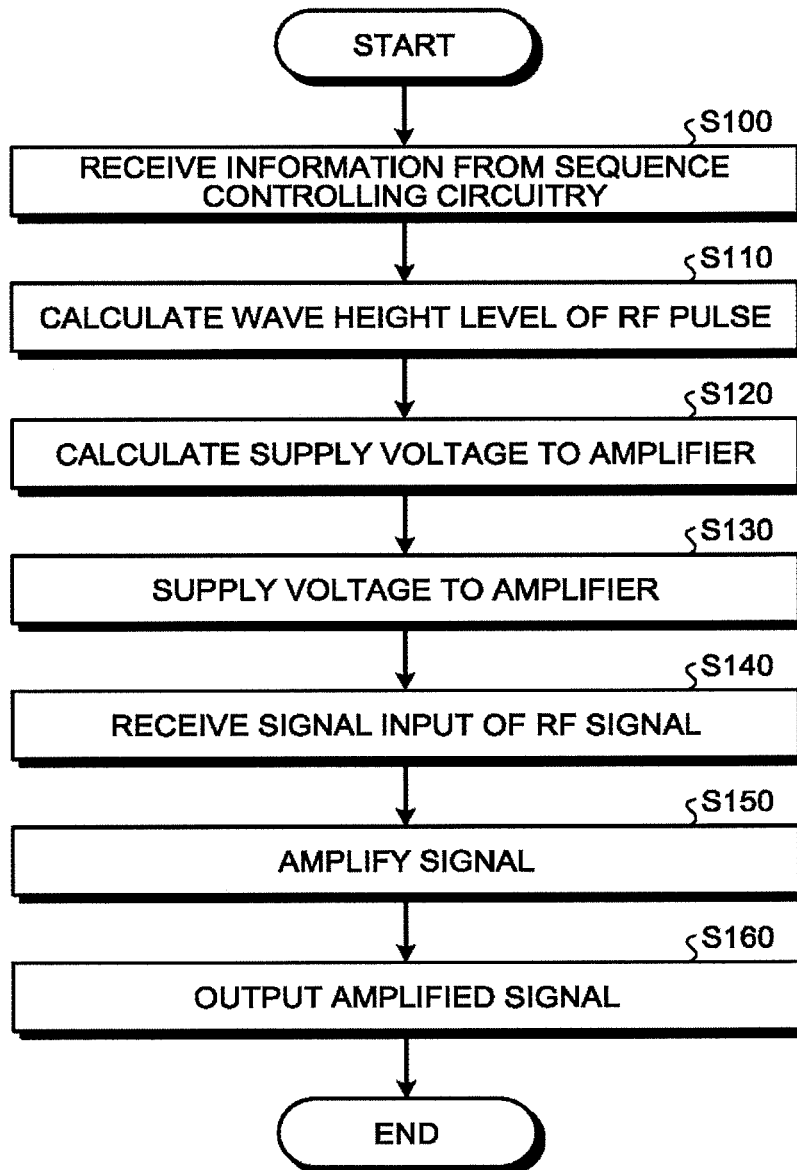 START
S100
RECEIVE INFORMATION FROM SEQUENCE
CONTROLLING CIRCUITRY
S110
CALCULATE WAVE HEIGHT LEVEL OF RF PULSE
S120
CALCULATE SUPPLY VOLTAGE TO AMPLIFIER
S130
SUPPLY VOLTAGE TO AMPLIFIER
S140
RECEIVE SIGNAL INPUT OF RF SIGNAL
S150
AMPLIFY SIGNAL
S160
OUTPUT AMPLIFIED SIGNAL
END